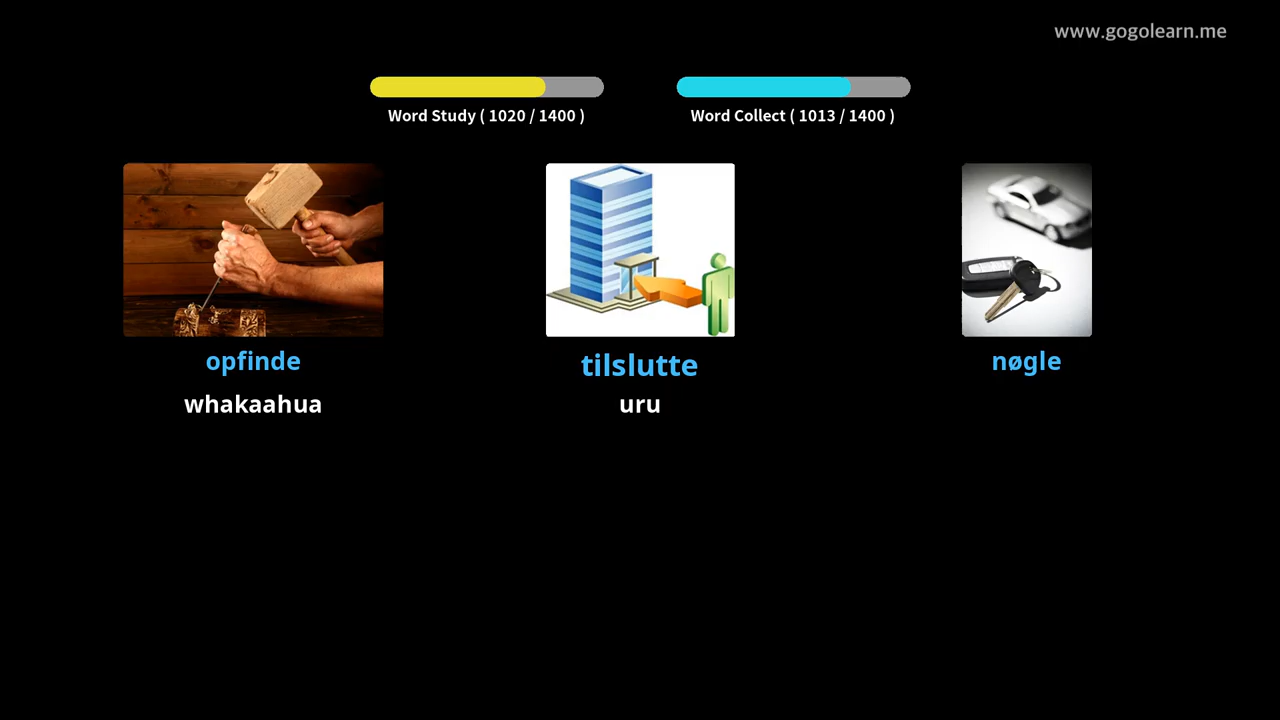 www.gogolearn.me
Word Study ( 1020 / 1400 )
Word Collect ( 1013 / 1400 )
opfinde
tilslutte
nøgle
whakaahua
uru